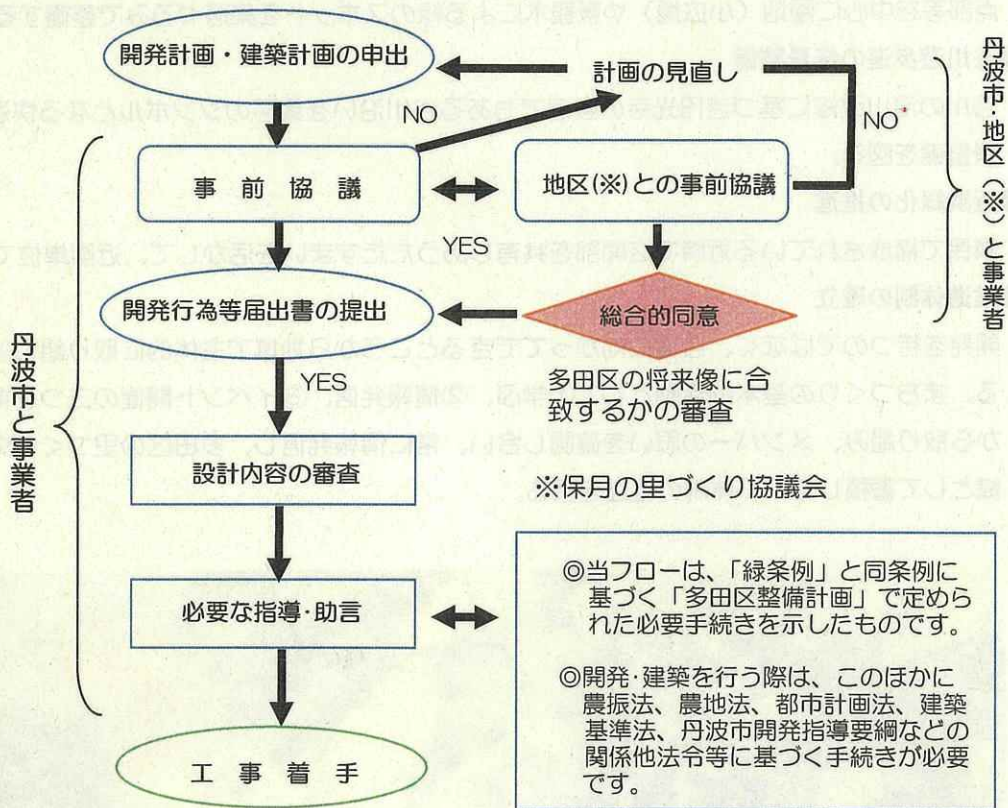 開発計画・建築計画の申出
計画の見直し
NO
NO
事前協議
地区(※)との事前協議
YES
開発行為等届出書の提出
総合的同意
YES
多田区の将来像に合
致するかの審査
設計内容の審査
※保月の里づくり協議会
必要な指導・助言
◎当フローは、「緑条例」と同条例に
基づく「多田区整備計画」で定めら
れた必要手続きを示したものです。
◎開発・建築を行う際は、このほかに
農振法、農地法、都市計画法、建築
基準法、丹波市開発指導要綱などの
関係他法令等に基づく手続きが必要
です。
工事着手
丹波市と事業者
丹波市・地区(※)と事業者